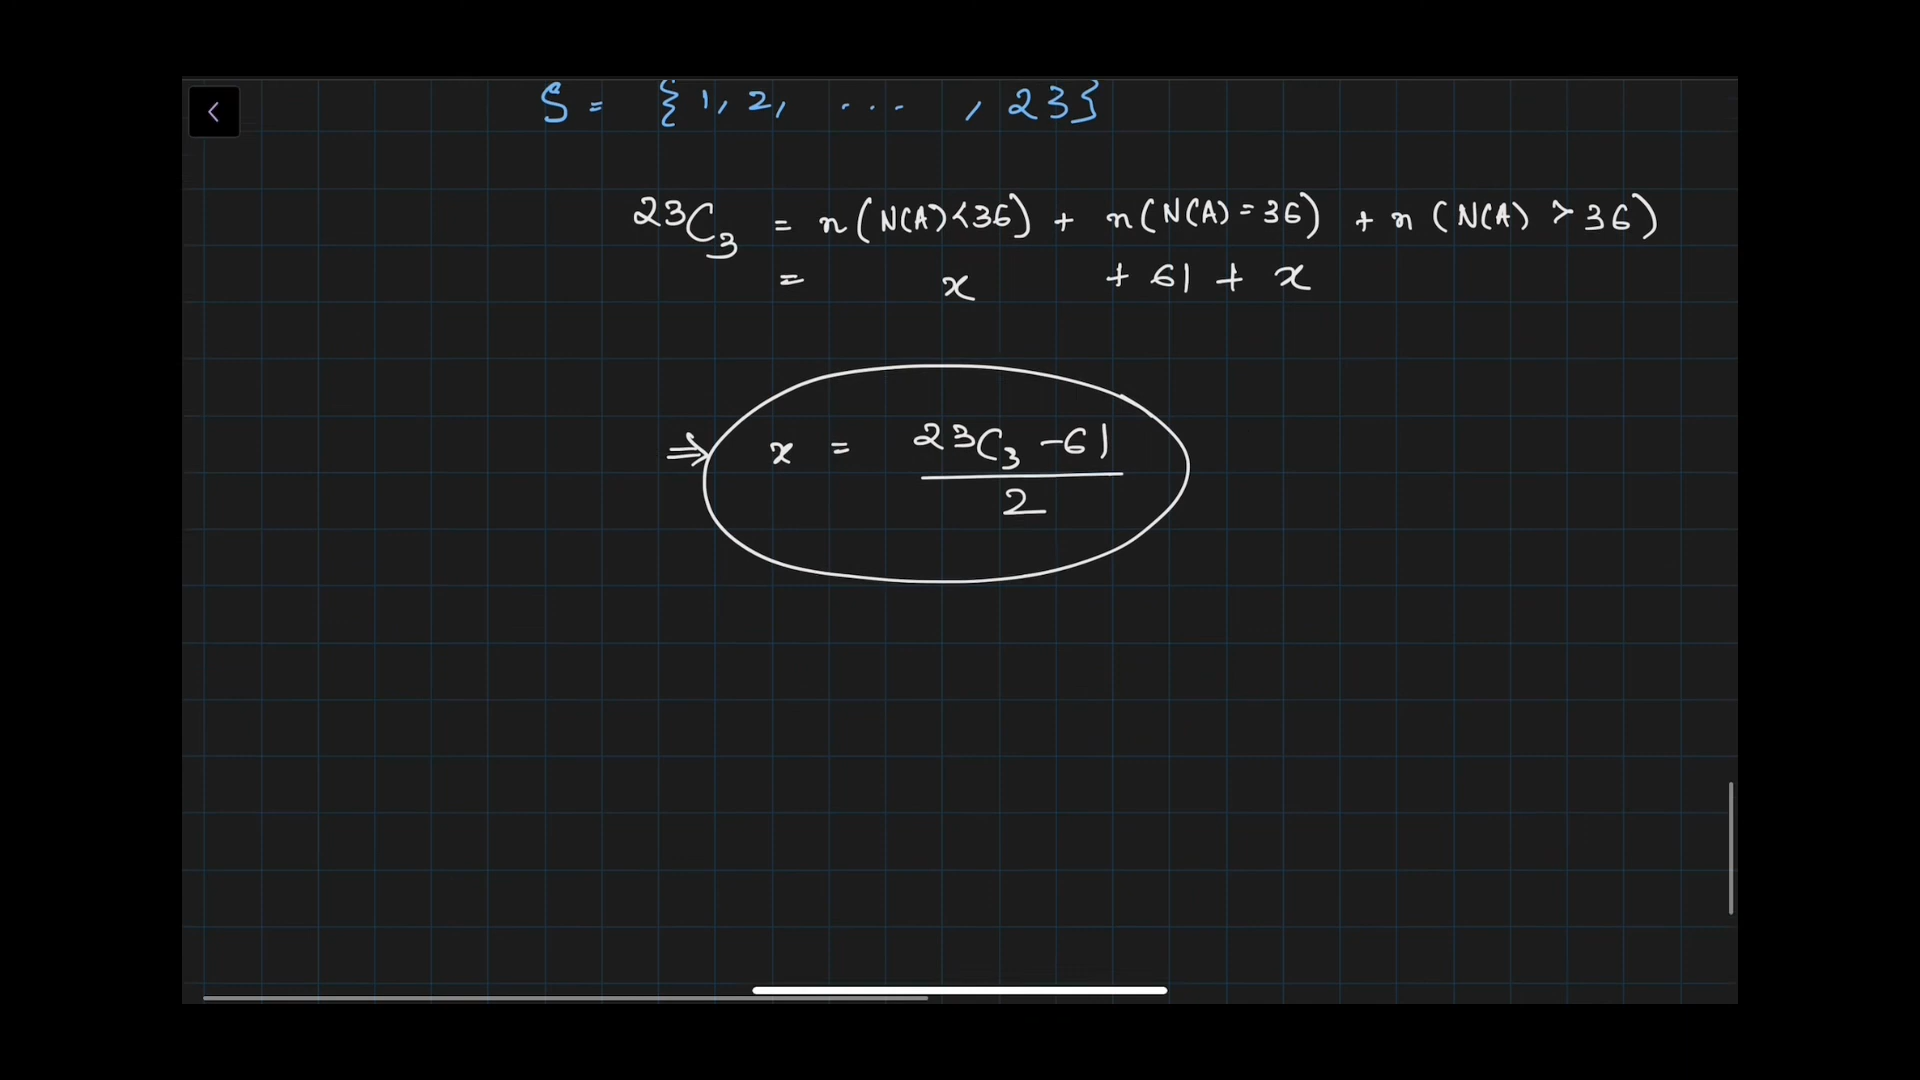 S = {1, 2, ... , 23}
²³C₃ = n(N(A)<36) + n(N(A)=36) + n(N(A) > 36)
= x + 61 + x
⇒ x = (²³C₃ - 61) / 2